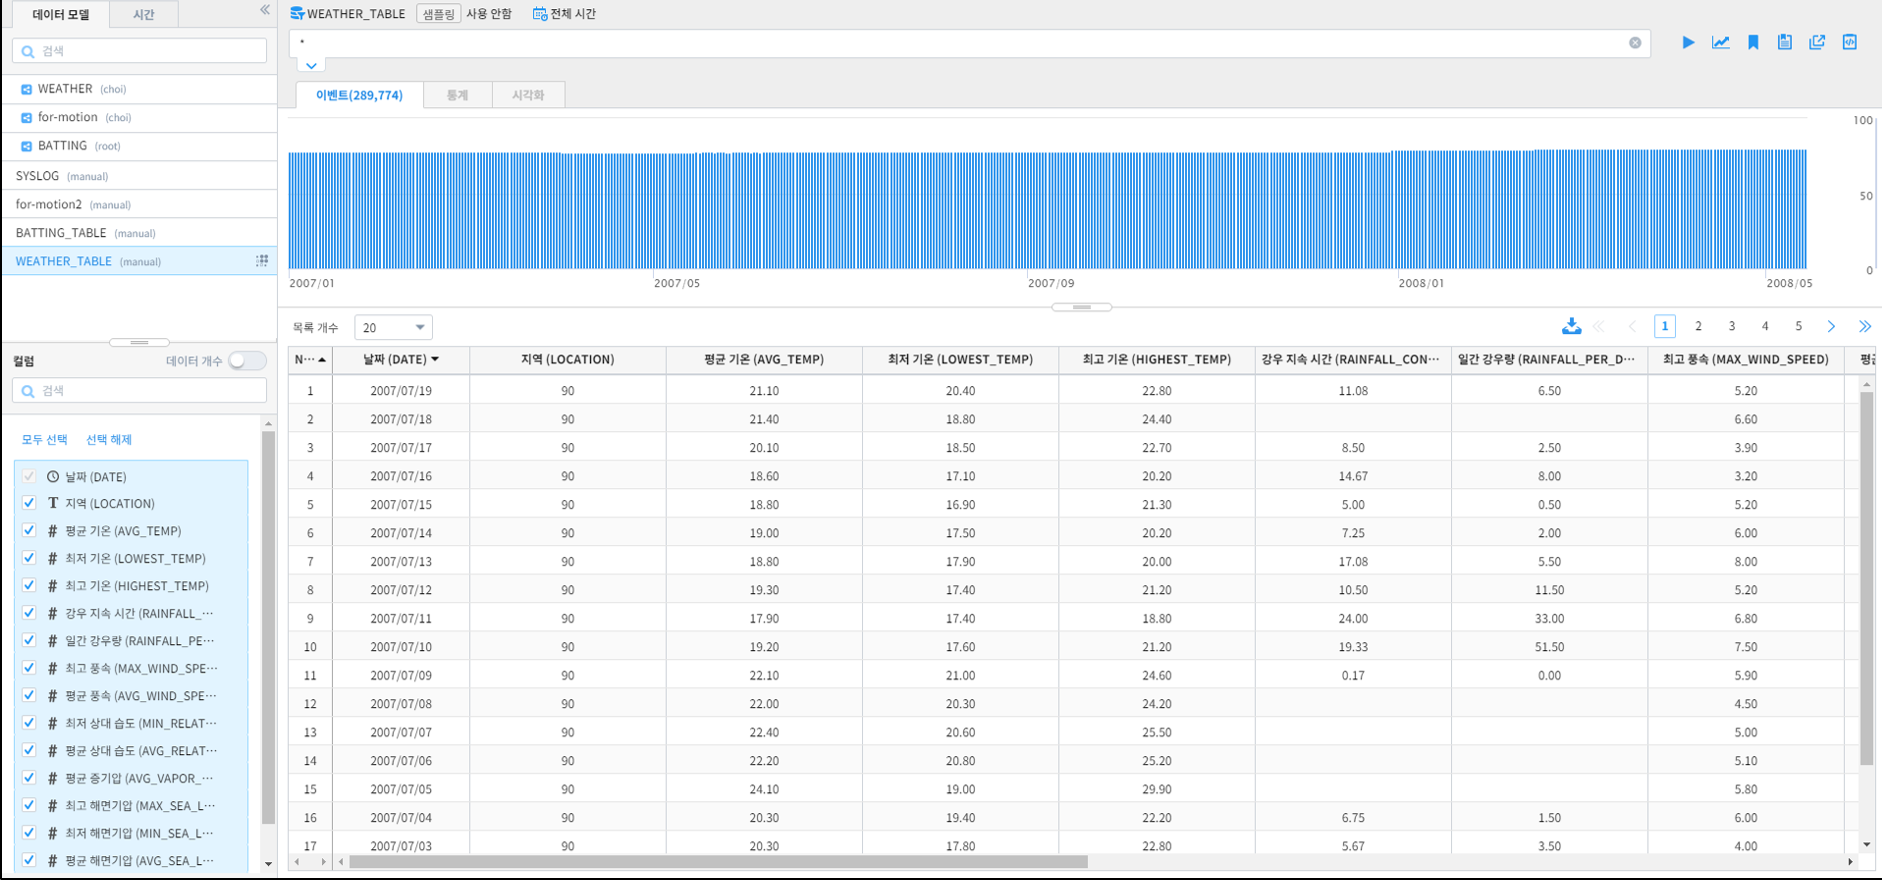 데이터 모델 시간
검색
WEATHER (choi)
for-motion (choi)
BATTING (root)
SYSLOG (manual)
for-motion2 (manual)
BATTING_TABLE (manual)
WEATHER_TABLE (manual)
컬럼 데이터 개수
검색
모두 선택 선택 해제
날짜 (DATE)
T 지역 (LOCATION)
# 평균 기온 (AVG_TEMP)
# 최저 기온 (LOWEST_TEMP)
# 최고 기온 (HIGHEST_TEMP)
# 강우 지속 시간 (RAINFALL_···
# 일간 강우량 (RAINFALL_PE···
# 최고 풍속 (MAX_WIND_SPE···
# 평균 풍속 (AVG_WIND_SPE···
# 최저 상대 습도 (MIN_RELAT···
# 평균 상대 습도 (AVG_RELAT···
# 평균 증기압 (AVG_VAPOR_···
# 최고 해면기압 (MAX_SEA_L···
# 최저 해면기압 (MIN_SEA_L···
# 평균 해면기압 (AVG_SEA_L···
WEATHER_TABLE 샘플링 사용 안함 전체 시간
*
이벤트(289,774) 통계 시각화
100
50
0
2007/01 2007/05 2007/09 2008/01 2008/05
목록 개수 20 1 2 3 4 5
N··· 날짜 (DATE) 지역 (LOCATION) 평균 기온 (AVG_TEMP) 최저 기온 (LOWEST_TEMP) 최고 기온 (HIGHEST_TEMP) 강우 지속 시간 (RAINFALL_CON··· 일간 강우량 (RAINFALL_PER_D··· 최고 풍속 (MAX_WIND_SPEED)
1 2007/07/19 90 21.10 20.40 22.80 11.08 6.50 5.20
2 2007/07/18 90 21.40 18.80 24.40 6.60
3 2007/07/17 90 20.10 18.50 22.70 8.50 2.50 3.90
4 2007/07/16 90 18.60 17.10 20.20 14.67 8.00 3.20
5 2007/07/15 90 18.80 16.90 21.30 5.00 0.50 5.20
6 2007/07/14 90 19.00 17.50 20.20 7.25 2.00 6.00
7 2007/07/13 90 18.80 17.90 20.00 17.08 5.50 8.00
8 2007/07/12 90 19.30 17.40 21.20 10.50 11.50 5.20
9 2007/07/11 90 17.90 17.40 18.80 24.00 33.00 6.80
10 2007/07/10 90 19.20 17.60 21.20 19.33 51.50 7.50
11 2007/07/09 90 22.10 21.00 24.60 0.17 0.00 5.90
12 2007/07/08 90 22.00 20.30 24.20 4.50
13 2007/07/07 90 22.40 20.60 25.50 5.00
14 2007/07/06 90 22.20 20.80 25.20 5.10
15 2007/07/05 90 24.10 19.00 29.90 5.80
16 2007/07/04 90 20.30 19.40 22.20 6.75 1.50 6.00
17 2007/07/03 90 20.30 17.80 22.80 5.67 3.50 4.00